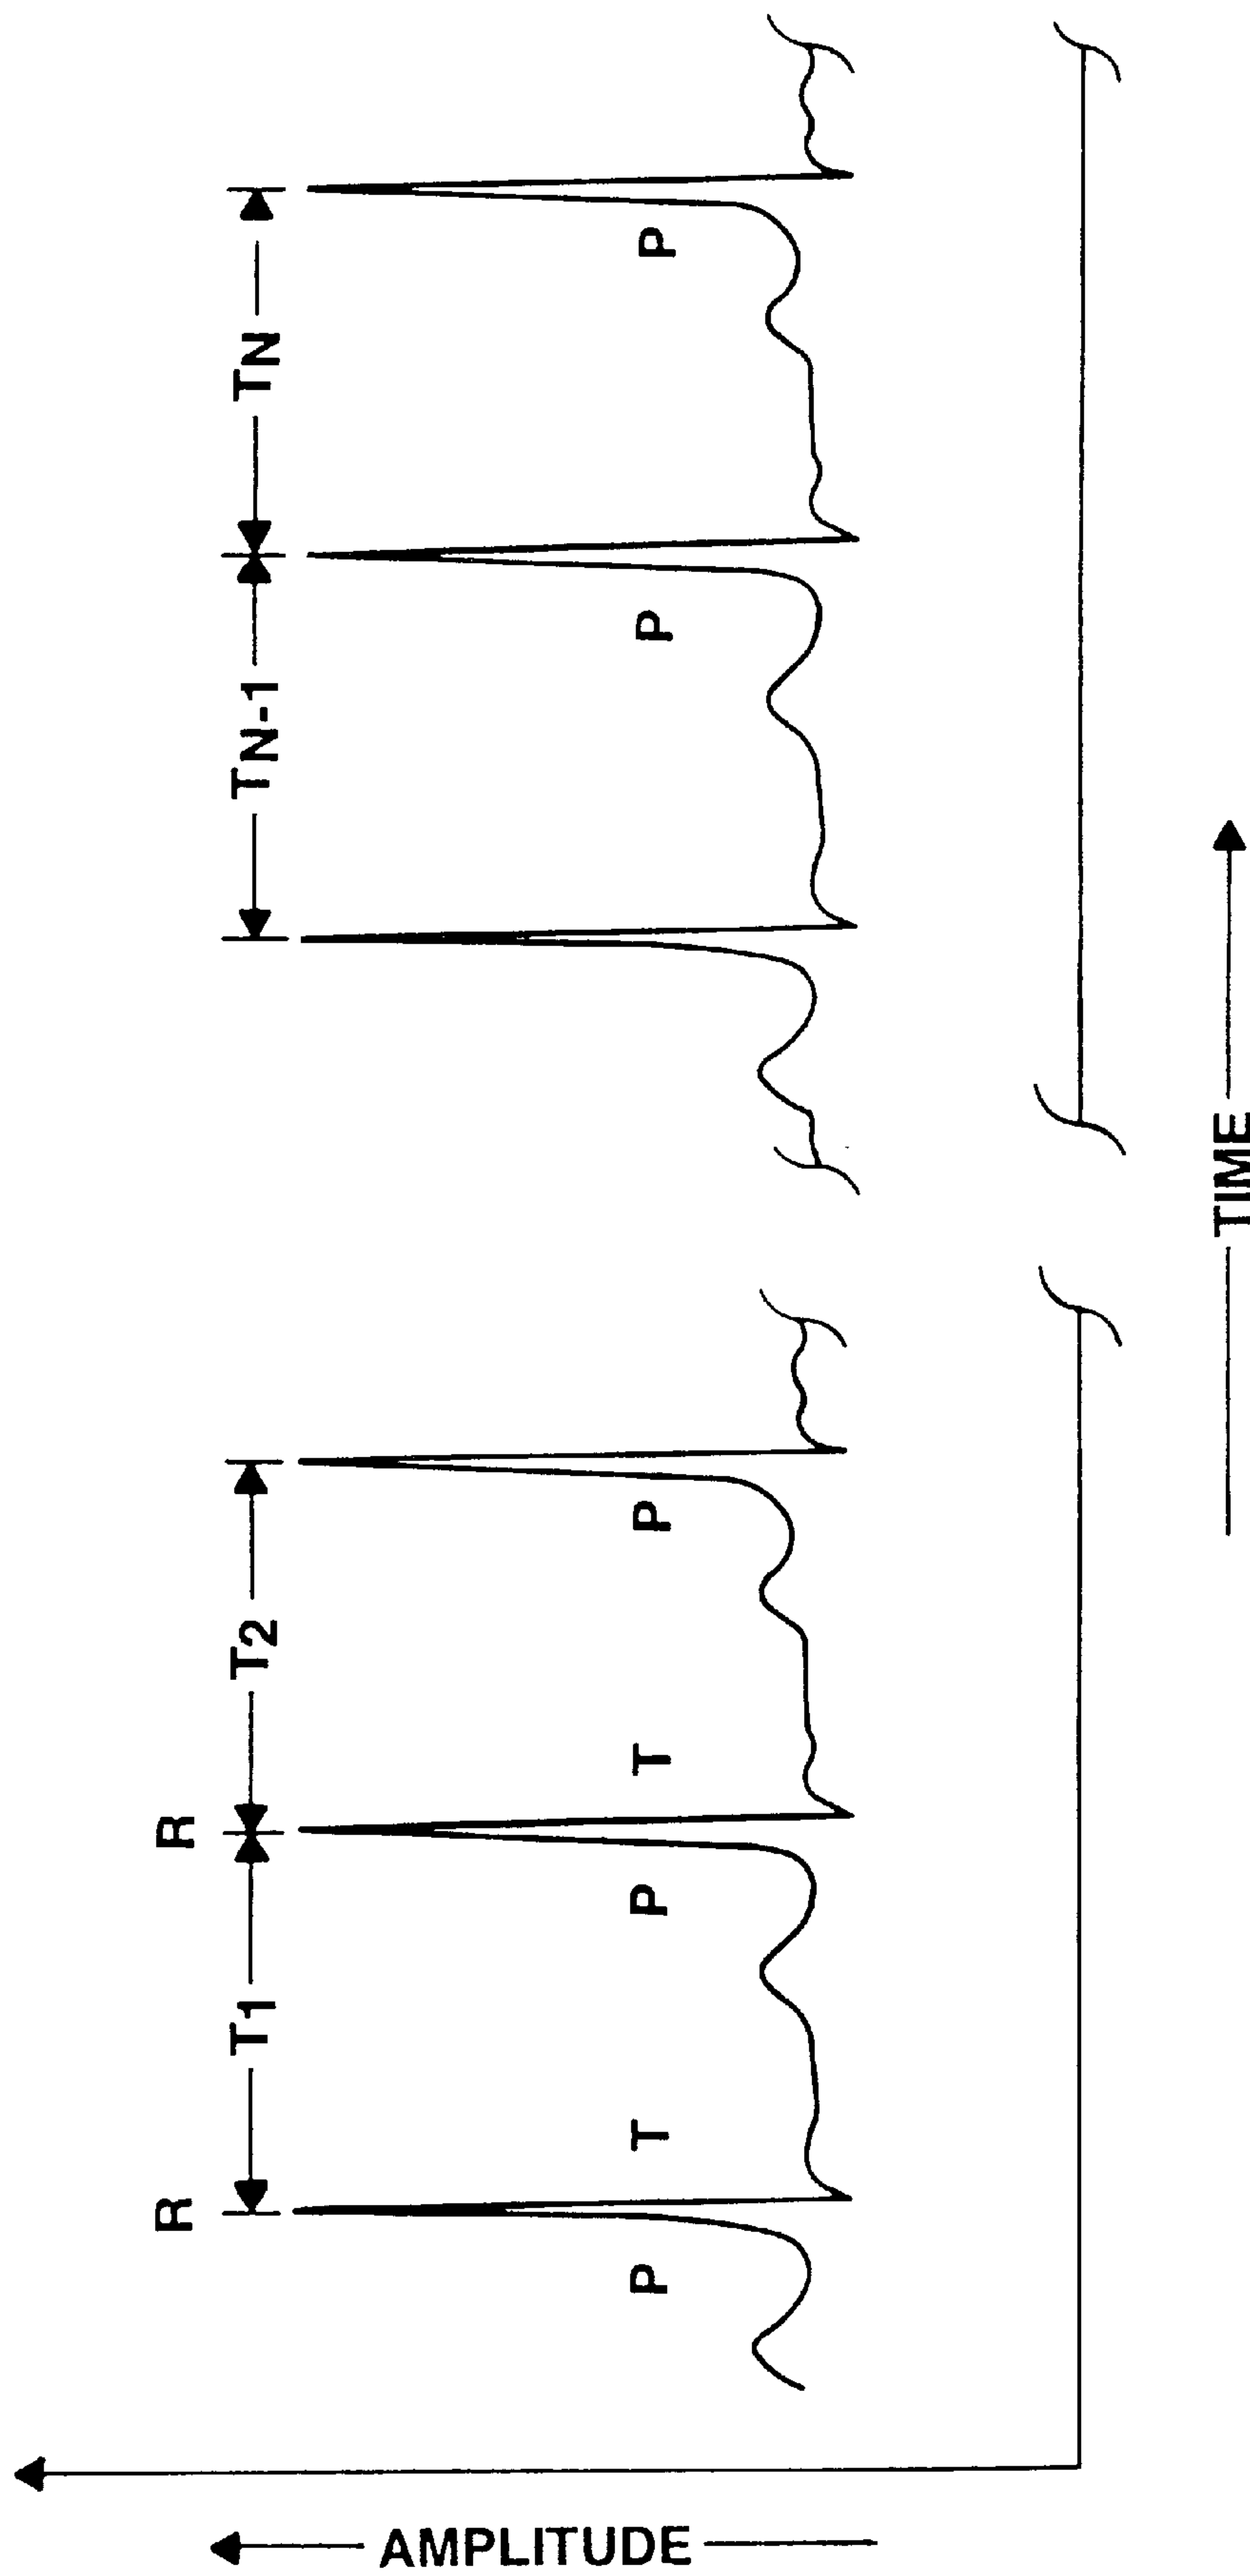 R R
T1 T2 TN-1 TN
P T P T P P P
TIME
AMPLITUDE